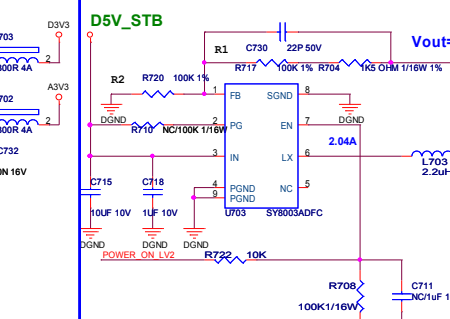 D5V_STB
D3V3
703
2
300R 4A
A3V3
702
2
300R 4A
C732
0N 16V
R1
C730
22P 50V
Vout=
R717
100K 1%
R704
1K5 OHM 1/16W 1%
R2
R720
100K 1%
DGND
1
FB
SGND
8
DGND
R710
NC/100K 1/16W
2
PG
EN
7
2.04A
3
IN
LX
6
L703
2.2uH
C715
10UF 10V
C718
1UF 10V
4
PGND
9
PGND
NC
5
U703
SY8003ADFC
DGND
DGND
DGND
POWER_ON_LV2
R722
10K
R708
100K1/16W
C711
NC/1uF 1